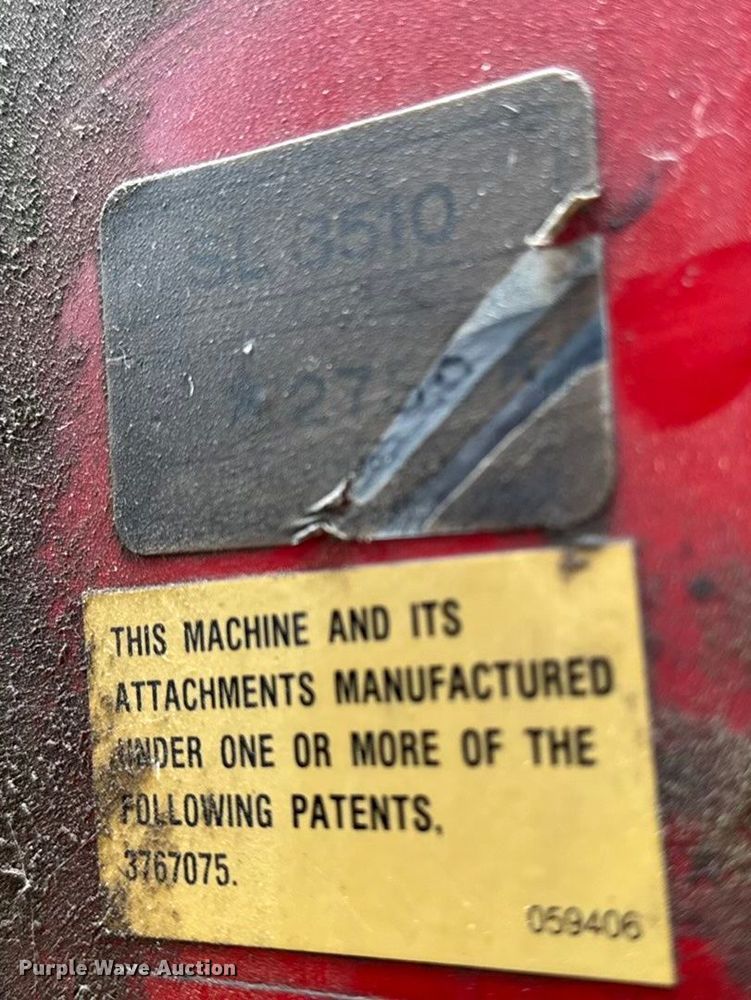 SL 3510
THIS MACHINE AND ITS
ATTACHMENTS MANUFACTURED
UNDER ONE OR MORE OF THE
FOLLOWING PATENTS.
3767075.
059406
Purple Wave Auction